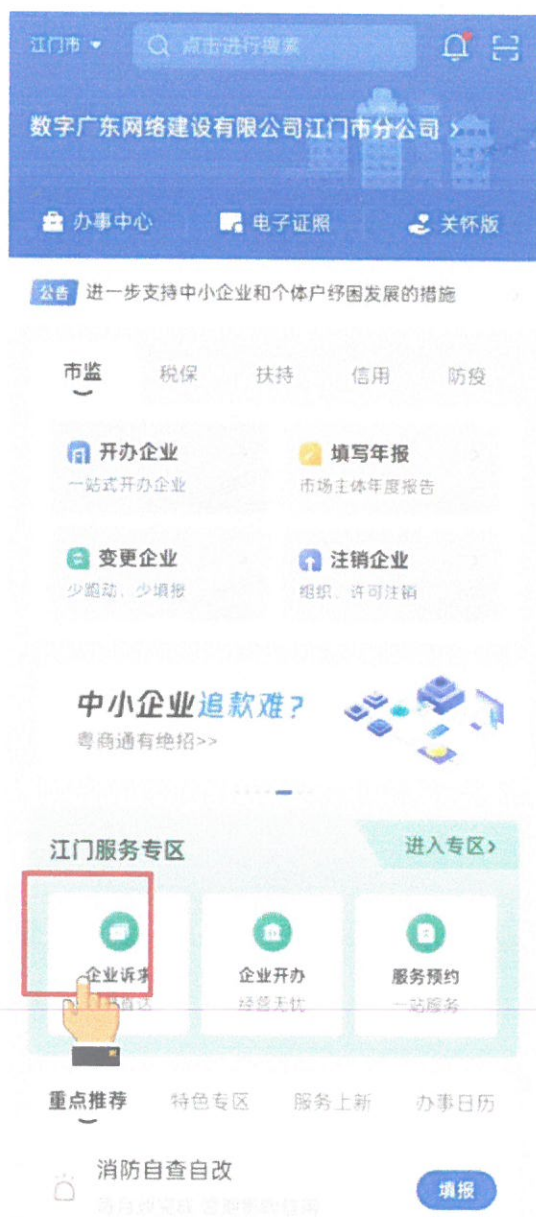 江门市
点击进行搜索
数字广东网络建设有限公司江门市分公司 >
办事中心 电子证照 关怀版
公告 进一步支持中小企业和个体户纾困发展的措施
市监 税保 扶持 信用 防疫
开办企业 填写年报
一站式开办企业 市场主体年度报告
变更企业 注销企业
少跑动、少填报 组织、许可注销
中小企业追款难?
粤商通有绝招>>
江门服务专区 进入专区>
企业诉求 企业开办 服务预约
直达 经营无忧 一站服务
重点推荐 特色专区 服务上新 办事日历
消防自查自改
填报